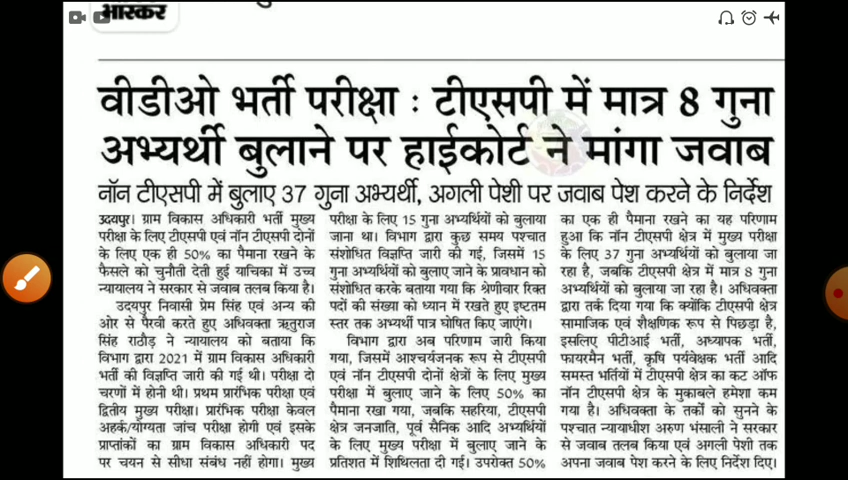 भास्कर
वीडीओ भर्ती परीक्षा : टीएसपी में मात्र 8 गुना
अभ्यर्थी बुलाने पर हाईकोर्ट ने मांगा जवाब
नॉन टीएसपी में बुलाए 37 गुना अभ्यर्थी, अगली पेशी पर जवाब पेश करने के निर्देश
उदयपुर। ग्राम विकास अधिकारी भर्ती मुख्य
परीक्षा के लिए टीएसपी एवं नॉन टीएसपी दोनों
के लिए एक ही 50% का पैमाना रखने के
फैसले को चुनौती देती हुई याचिका में उच्च
न्यायालय ने सरकार से जवाब तलब किया है।
उदयपुर निवासी प्रेम सिंह एवं अन्य की
ओर से पैरवी करते हुए अधिवक्ता ऋतुराज
सिंह राठौड़ ने न्यायालय को बताया कि
विभाग द्वारा 2021 में ग्राम विकास अधिकारी
भर्ती की विज्ञप्ति जारी की गई थी। परीक्षा दो
चरणों में होनी थी। प्रथम प्रारंभिक परीक्षा एवं
द्वितीय मुख्य परीक्षा। प्रारंभिक परीक्षा केवल
अहर्क/योग्यता जांच परीक्षा होगी एवं इसके
प्राप्तांकों का ग्राम विकास अधिकारी पद
पर चयन से सीधा संबंध नहीं होगा। मुख्य
परीक्षा के लिए 15 गुना अभ्यर्थियों को बुलाया
जाना था। विभाग द्वारा कुछ समय पश्चात
संशोधित विज्ञप्ति जारी की गई, जिसमें 15
गुना अभ्यर्थियों को बुलाए जाने के प्रावधान को
संशोधित करके बताया गया कि श्रेणीवार रिक्त
पदों की संख्या को ध्यान में रखते हुए इष्टतम
स्तर तक अभ्यर्थी पात्र घोषित किए जाएंगे।
विभाग द्वारा अब परिणाम जारी किया
गया, जिसमें आश्चर्यजनक रूप से टीएसपी
एवं नॉन टीएसपी दोनों क्षेत्रों के लिए मुख्य
परीक्षा में बुलाए जाने के लिए 50% का
पैमाना रखा गया, जबकि सहरिया, टीएसपी
क्षेत्र जनजाति, पूर्व सैनिक आदि अभ्यर्थियों
के लिए मुख्य परीक्षा में बुलाए जाने के
प्रतिशत में शिथिलता दी गई। उपरोक्त 50%
का एक ही पैमाना रखने का यह परिणाम
हुआ कि नॉन टीएसपी क्षेत्र में मुख्य परीक्षा
के लिए 37 गुना अभ्यर्थियों को बुलाया जा
रहा है, जबकि टीएसपी क्षेत्र में मात्र 8 गुना
अभ्यर्थियों को बुलाया जा रहा है। अधिवक्ता
द्वारा तर्क दिया गया कि क्योंकि टीएसपी क्षेत्र
सामाजिक एवं शैक्षणिक रूप से पिछड़ा है,
इसलिए पीटीआई भर्ती, अध्यापक भर्ती,
फायरमैन भर्ती, कृषि पर्यवेक्षक भर्ती आदि
समस्त भर्तियों में टीएसपी क्षेत्र का कट ऑफ
नॉन टीएसपी क्षेत्र के मुकाबले हमेशा कम
गया है। अधिवक्ता के तर्कों को सुनने के
पश्चात न्यायाधीश अरुण भंसाली ने सरकार
से जवाब तलब किया एवं अगली पेशी तक
अपना जवाब पेश करने के लिए निर्देश दिए।